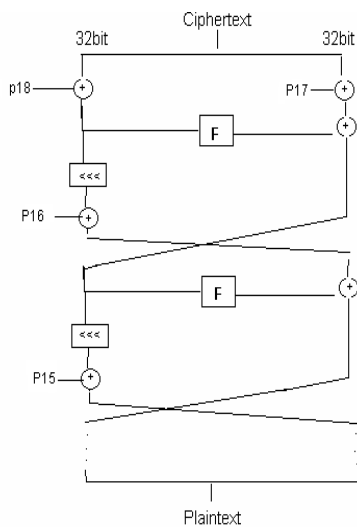 Ciphertext
32bit 32bit
p18 + + P17
F +
<<<
P16 +
F +
<<<
P15 +
Plaintext